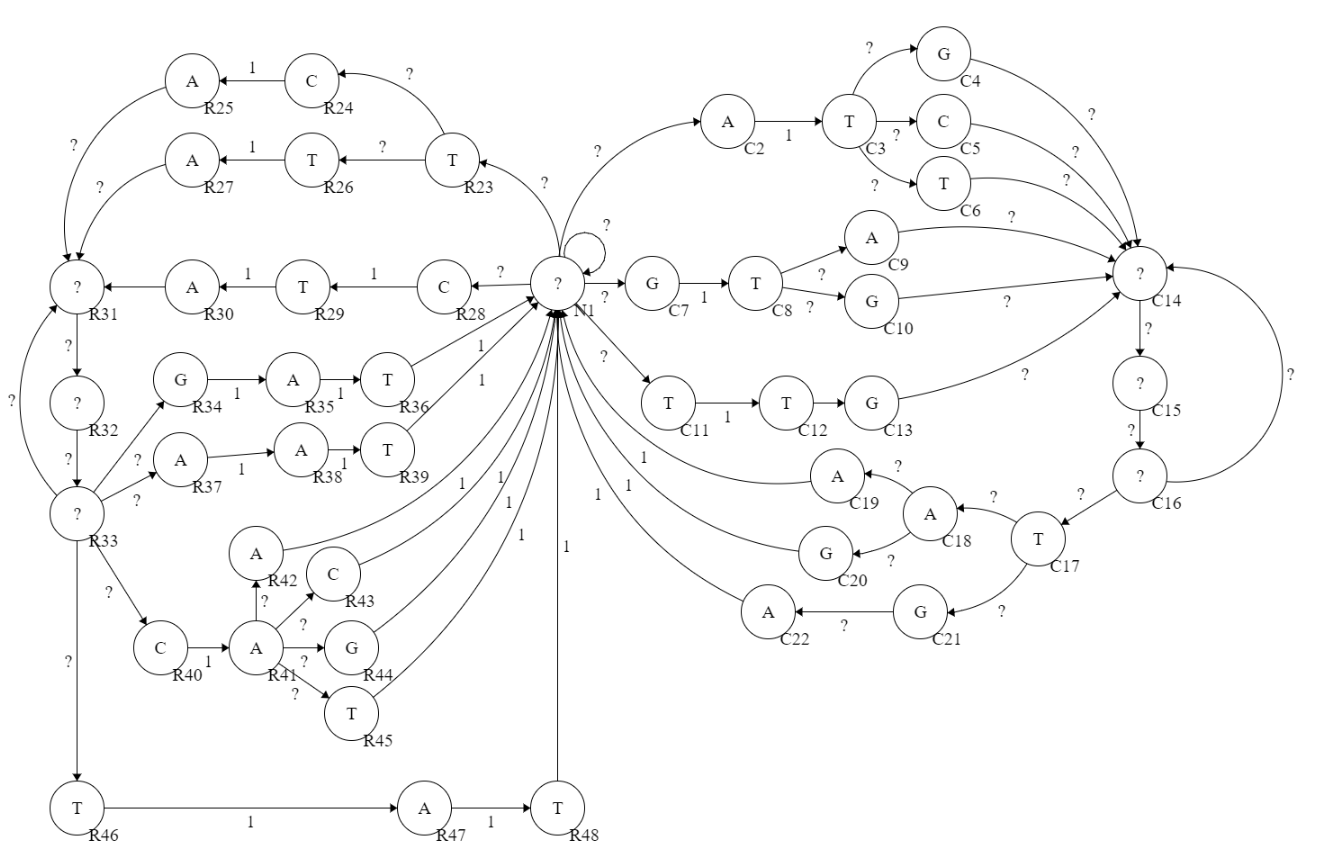 ? G C4
A R25 1 C R24 ? ?
A C2 1 T C3 ? C C5 ?
? ? A R27 1 T R26 ? T R23 ? ? ? T C6 ? ?
? A C9 ?
? R31 A R30 1 T R29 1 C R28 ? ? N1 ? ? G C7 1 T C8 ? ? G C10 ? ? C14
? 1 ? ?
? G R34 1 A R35 1 T R36 1 ? ? C15 ?
? R32 T C11 1 T C12 G C13
? ? A R37 1 A R38 1 T R39 ? ?
? R33 ? 1 1 1 A C19 ? ? ? ? C16
1 1 A C18 T C17
A R42 C R43 1 1 G C20 ?
? ? ? 1 A C22 ? G C21 ?
C R40 1 A R41 ? G R44
? ? T R45
T R46 1 A R47 1 T R48